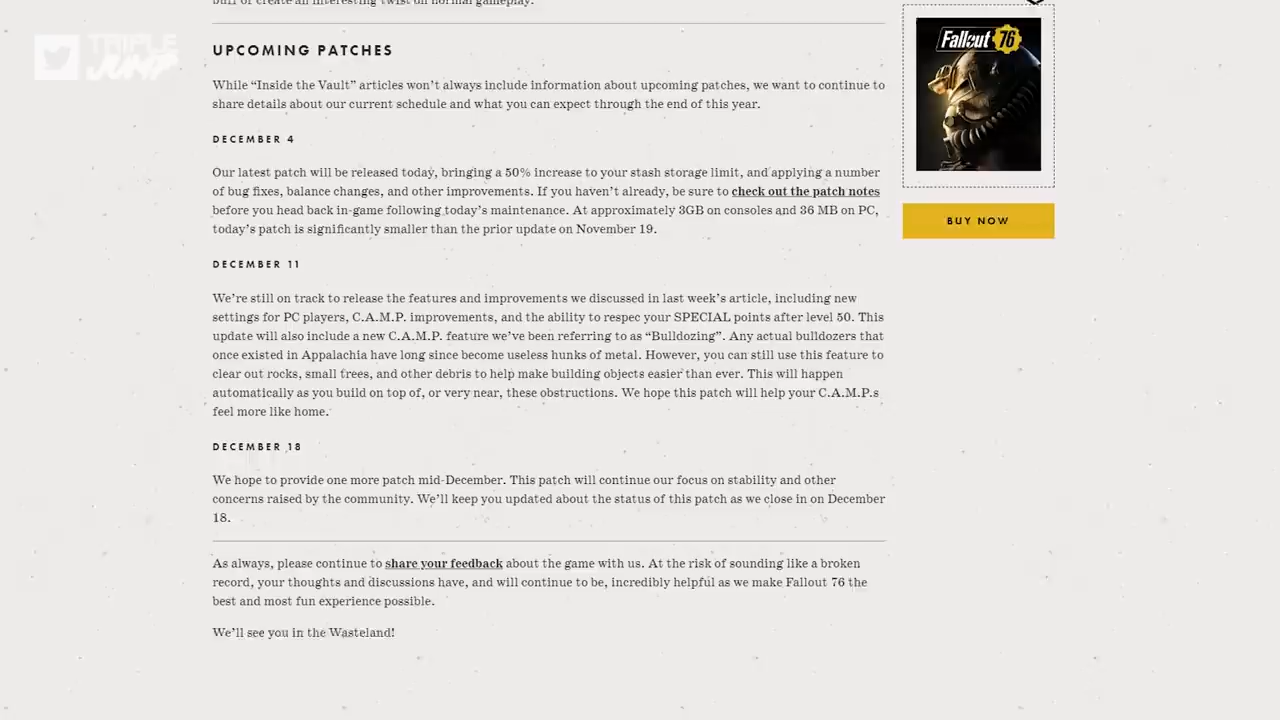 buff or create an interesting twist on normal gameplay.
TRIPLE
JUMP
Fallout 76
UPCOMING PATCHES
While “Inside the Vault” articles won’t always include information about upcoming patches, we want to continue to
share details about our current schedule and what you can expect through the end of this year.
DECEMBER 4
Our latest patch will be released today, bringing a 50% increase to your stash storage limit, and applying a number
of bug fixes, balance changes, and other improvements. If you haven’t already, be sure to check out the patch notes
before you head back in-game following today’s maintenance. At approximately 3GB on consoles and 36 MB on PC,
today’s patch is significantly smaller than the prior update on November 19.
BUY NOW
DECEMBER 11
We’re still on track to release the features and improvements we discussed in last week’s article, including new
settings for PC players, C.A.M.P. improvements, and the ability to respec your SPECIAL points after level 50. This
update will also include a new C.A.M.P. feature we’ve been referring to as “Bulldozing”. Any actual bulldozers that
once existed in Appalachia have long since become useless hunks of metal. However, you can still use this feature to
clear out rocks, small trees, and other debris to help make building objects easier than ever. This will happen
automatically as you build on top of, or very near, these obstructions. We hope this patch will help your C.A.M.P.s
feel more like home.
DECEMBER 18
We hope to provide one more patch mid-December. This patch will continue our focus on stability and other
concerns raised by the community. We’ll keep you updated about the status of this patch as we close in on December
18.
As always, please continue to share your feedback about the game with us. At the risk of sounding like a broken
record, your thoughts and discussions have, and will continue to be, incredibly helpful as we make Fallout 76 the
best and most fun experience possible.
We’ll see you in the Wasteland!